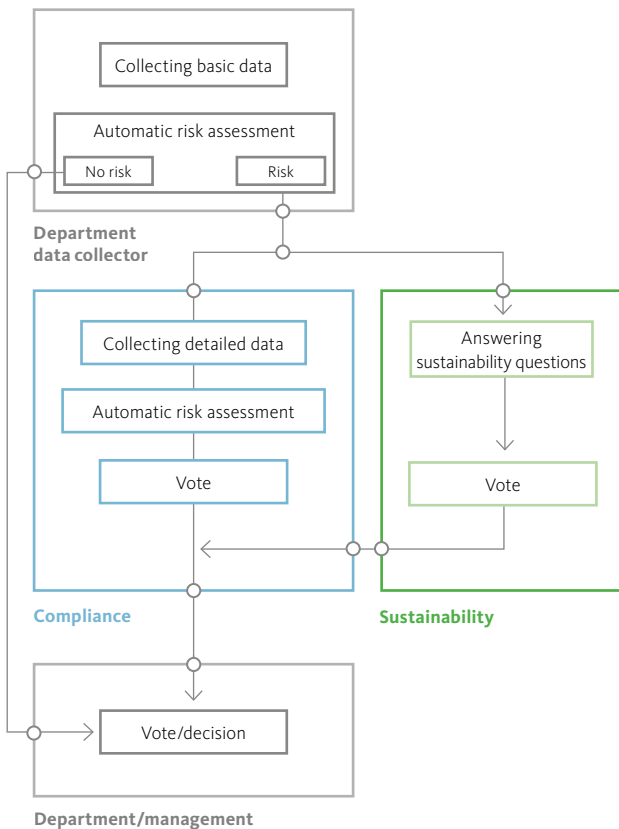 Collecting basic data
Automatic risk assessment
No risk
Risk
Department
data collector
Collecting detailed data
Automatic risk assessment
Vote
Compliance
Answering
sustainability questions
Vote
Sustainability
Vote/decision
Department/management